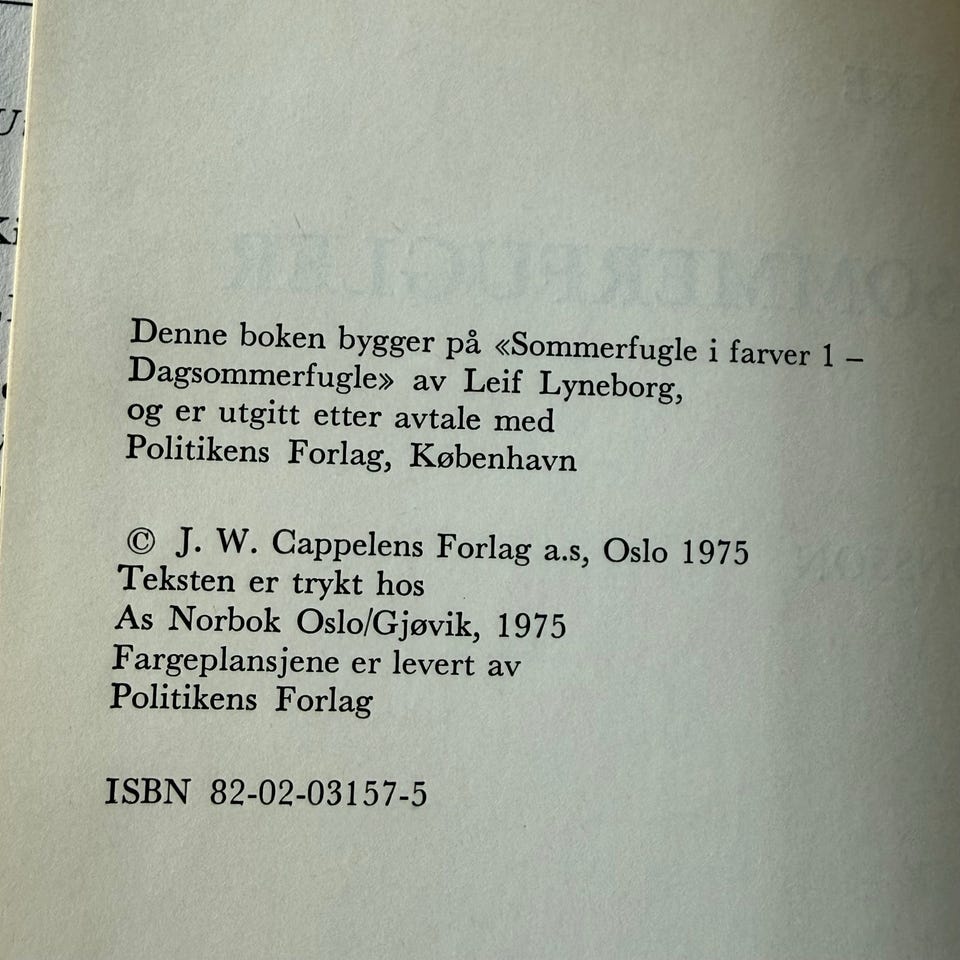 SOMMERFUGLER
Denne boken bygger på «Sommerfugle i farver 1 –
Dagsommerfugle» av Leif Lyneborg,
og er utgitt etter avtale med
Politikens Forlag, København
© J. W. Cappelens Forlag a.s, Oslo 1975
Teksten er trykt hos
As Norbok Oslo/Gjøvik, 1975
Fargeplansjene er levert av
Politikens Forlag
ISBN 82-02-03157-5